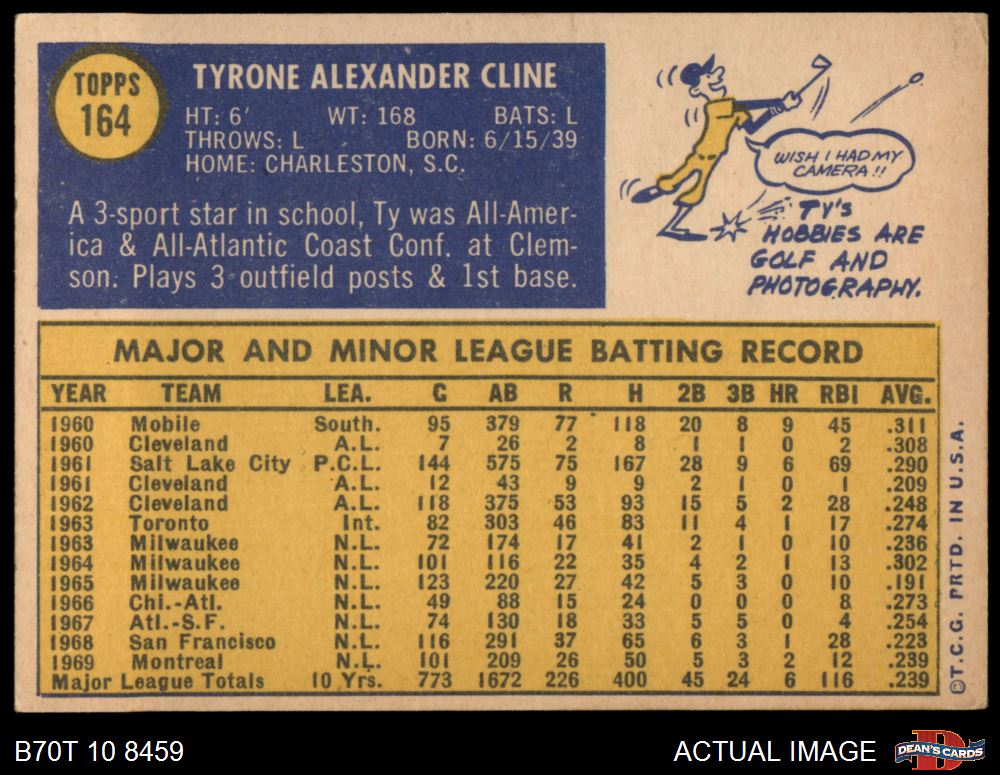 TOPPS
164
TYRONE ALEXANDER CLINE
HT: 6' WT: 168 BATS: L
THROWS: L BORN: 6/15/39
HOME: CHARLESTON, S.C.
A 3-sport star in school, Ty was All-Amer-
ica & All-Atlantic Coast Conf. at Clem-
son. Plays 3 outfield posts & 1st base.
WISH I HAD MY
CAMERA!!
TY'S
HOBBIES ARE
GOLF AND
PHOTOGRAPHY.
MAJOR AND MINOR LEAGUE BATTING RECORD
YEAR TEAM LEA. G AB R H 2B 3B HR RBI AVG.
1960 Mobile South. 95 379 77 118 20 8 9 45 .311
1960 Cleveland A.L. 7 26 2 8 1 1 0 2 .308
1961 Salt Lake City P.C.L. 144 575 75 167 28 9 6 69 .290
1961 Cleveland A.L. 12 43 9 9 2 1 0 1 .209
1962 Cleveland A.L. 118 375 53 93 15 5 2 28 .248
1963 Toronto Int. 82 303 46 83 11 4 1 17 .274
1963 Milwaukee N.L. 72 174 17 41 2 1 0 10 .236
1964 Milwaukee N.L. 101 116 22 35 4 2 1 13 .302
1965 Milwaukee N.L. 123 220 27 42 5 3 0 10 .191
1966 Chi.-Atl. N.L. 49 88 15 24 0 0 0 8 .273
1967 Atl.-S.F. N.L. 74 130 18 33 5 5 0 4 .254
1968 San Francisco N.L. 116 291 37 65 6 3 1 28 .223
1969 Montreal N.L. 101 209 26 50 5 3 2 12 .239
Major League Totals 10 Yrs. 773 1672 226 400 45 24 6 116 .239
©T.C.G. PRTD. IN U.S.A.
B70T 10 8459
ACTUAL IMAGE
DEAN'S CARDS